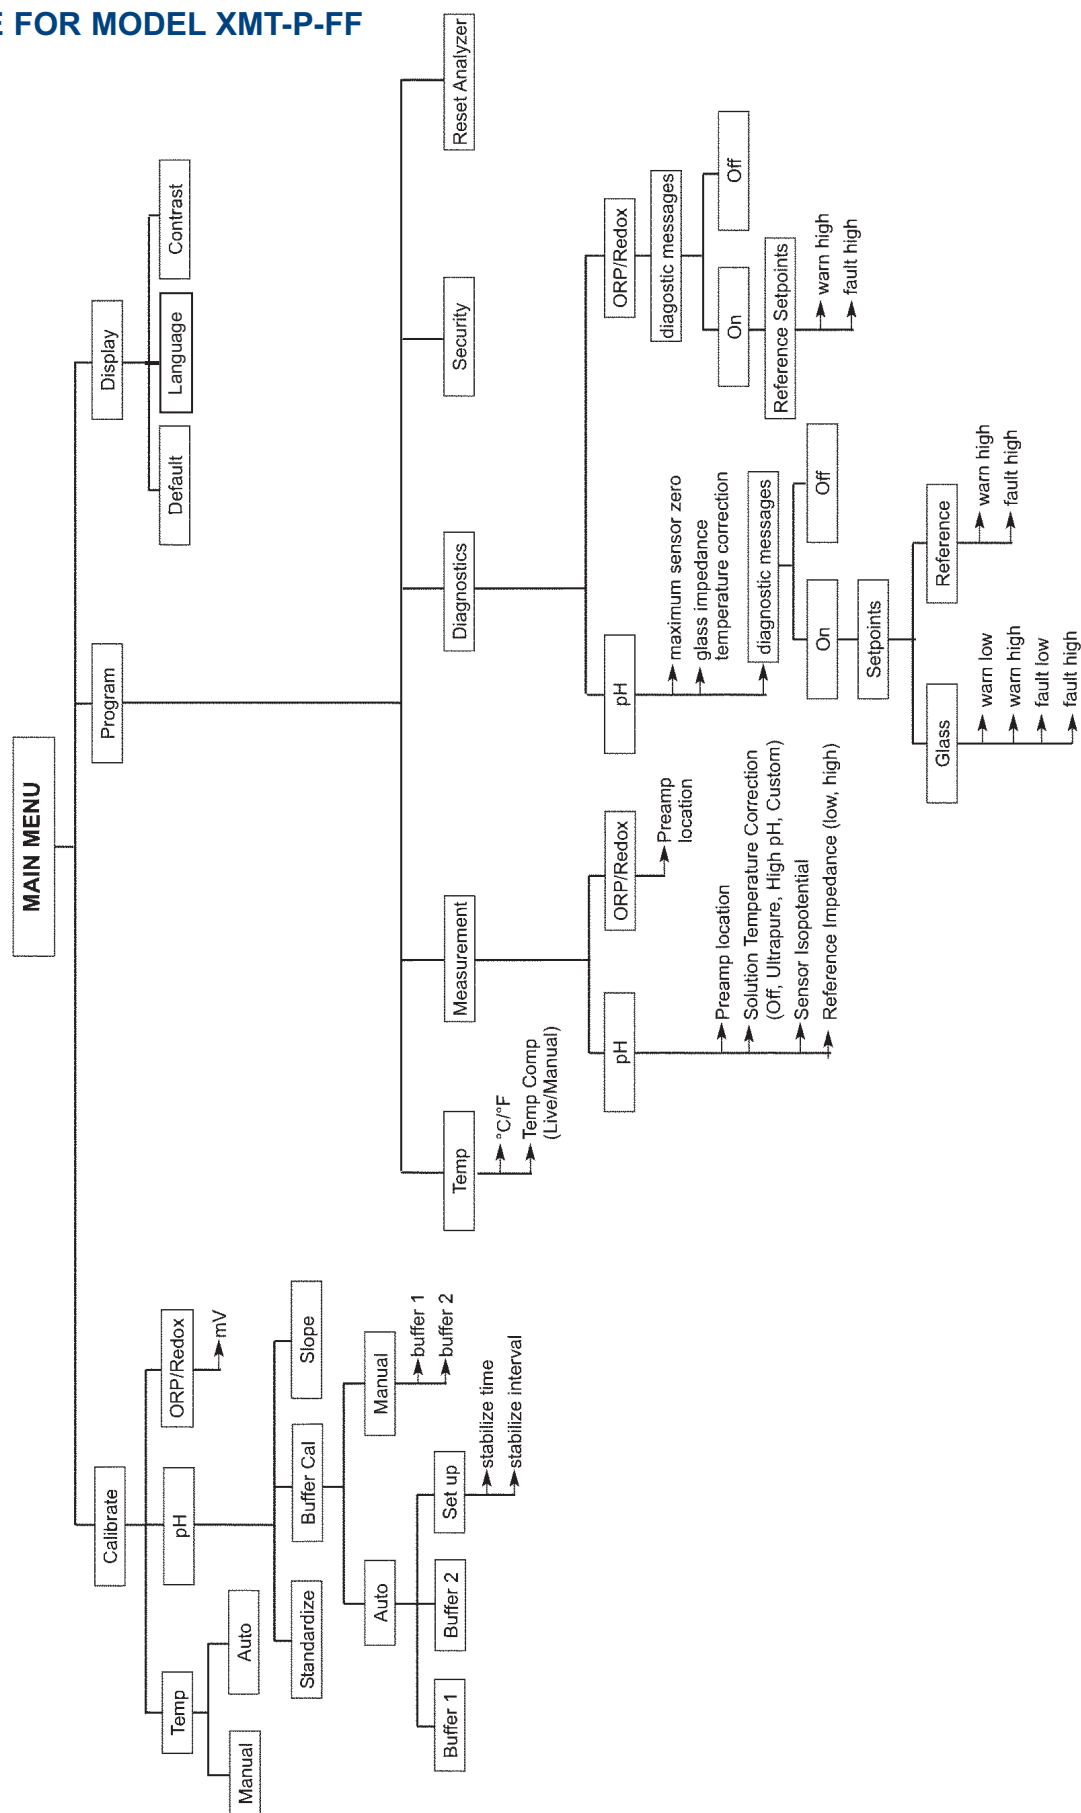 E FOR MODEL XMT-P-FF
MAIN MENU
Calibrate
Program
Display
Temp
pH
ORP/Redox
mV
Manual
Auto
Standardize
Buffer Cal
Slope
Auto
Manual
buffer 1
buffer 2
Buffer 1
Buffer 2
Set up
stabilize time
stabilize interval
Default
Language
Contrast
Temp
Measurement
Diagnostics
Security
Reset Analyzer
°C/°F
Temp Comp
(Live/Manual)
pH
ORP/Redox
Preamp
location
Preamp location
Solution Temperature Correction
(Off, Ultrapure, High pH, Custom)
Sensor Isopotential
Reference Impedance (low, high)
pH
ORP/Redox
maximum sensor zero
glass impedance
temperature correction
diagnostic messages
On
Off
Setpoints
Glass
Reference
warn low
warn high
fault low
fault high
warn high
fault high
diagostic messages
On
Off
Reference Setpoints
warn high
fault high